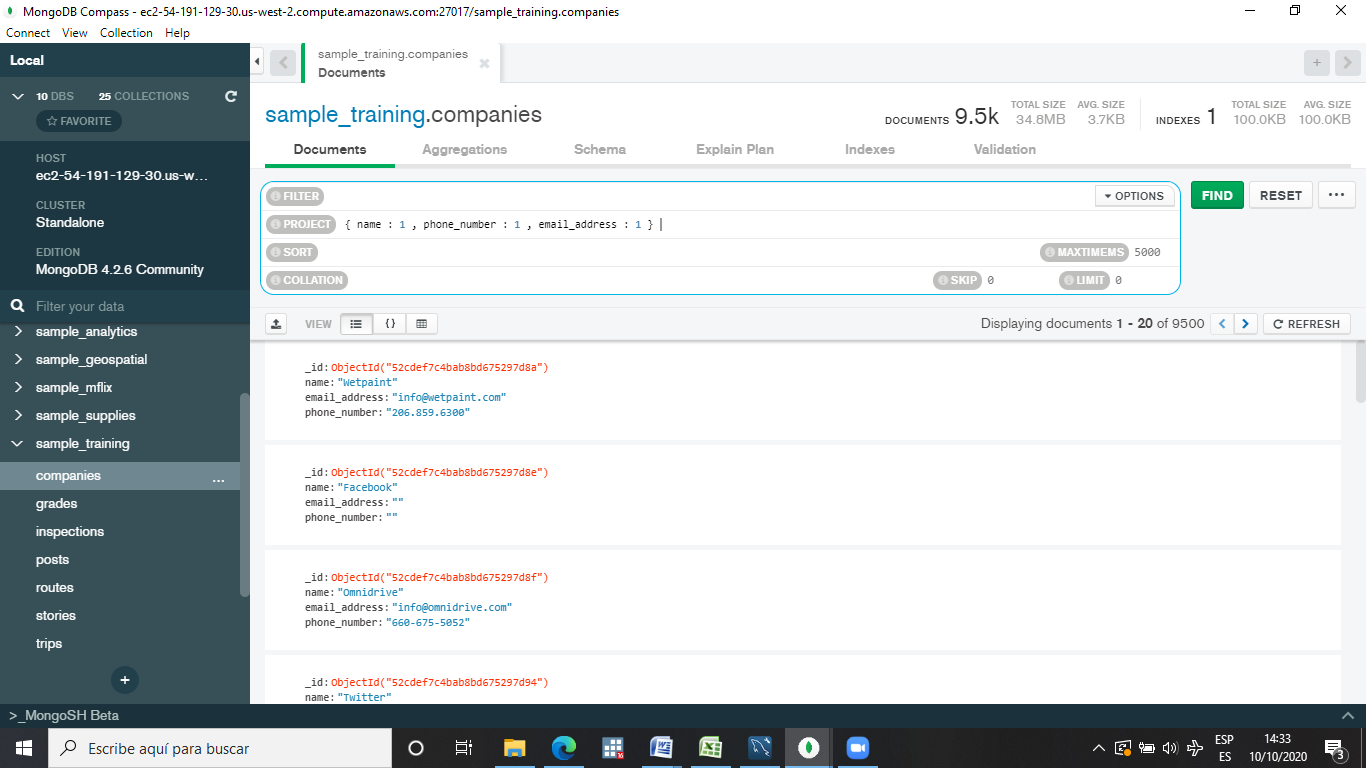 MongoDB Compass - ec2-54-191-129-30.us-west-2.compute.amazonaws.com:27017/sample_training.companies
Connect View Collection Help
Local
10 DBS 25 COLLECTIONS
FAVORITE
HOST
ec2-54-191-129-30.us-w...
CLUSTER
Standalone
EDITION
MongoDB 4.2.6 Community
Filter your data
sample_analytics
sample_geospatial
sample_mflix
sample_supplies
sample_training
companies ...
grades
inspections
posts
routes
stories
trips
+
sample_training.companies
Documents
sample_training.companies
DOCUMENTS 9.5k TOTAL SIZE 34.8MB AVG. SIZE 3.7KB INDEXES 1 TOTAL SIZE 100.0KB AVG. SIZE 100.0KB
Documents Aggregations Schema Explain Plan Indexes Validation
FILTER OPTIONS FIND RESET ...
PROJECT { name : 1 , phone_number : 1 , email_address : 1 }
SORT MAXTIMEMS 5000
COLLATION SKIP 0 LIMIT 0
VIEW {} Displaying documents 1 - 20 of 9500 < > REFRESH
_id: ObjectId("52cdef7c4bab8bd675297d8a")
name: "Wetpaint"
email_address: "info@wetpaint.com"
phone_number: "206.859.6300"
_id: ObjectId("52cdef7c4bab8bd675297d8e")
name: "Facebook"
email_address: ""
phone_number: ""
_id: ObjectId("52cdef7c4bab8bd675297d8f")
name: "Omnidrive"
email_address: "info@omnidrive.com"
phone_number: "660-675-5052"
_id: ObjectId("52cdef7c4bab8bd675297d94")
name: "Twitter"
>_MongoSH Beta
Escribe aquí para buscar
ESP
ES
14:33
10/10/2020
3